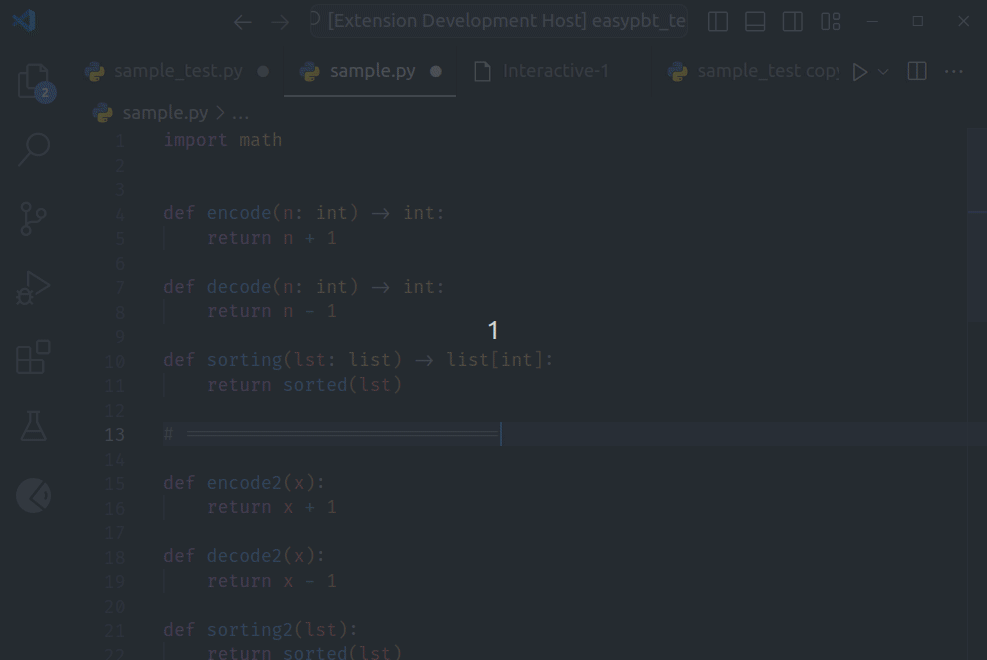 [Extension Development Host] easypbt_te
sample_test.py sample.py Interactive-1 sample_test copy
2
sample.py > ...
1 import math
2
3
4 def encode(n: int) → int:
5 return n + 1
6
7 def decode(n: int) → int:
8 return n - 1
9
1
10 def sorting(lst: list) → list[int]:
11 return sorted(lst)
12
13 # =============================
14
15 def encode2(x):
16 return x + 1
17
18 def decode2(x):
19 return x - 1
20
21 def sorting2(lst):
22 return sorted(lst)